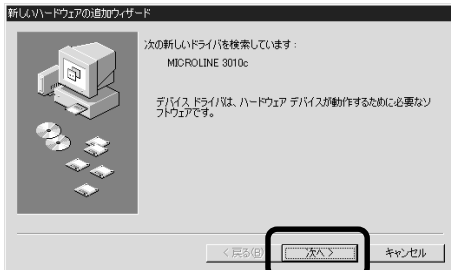 新しいハードウェアの追加ウィザード
次の新しいドライバを検索しています：
MICROLINE 3010c
デバイス ドライバは、ハードウェア デバイスが動作するために必要なソ
フトウェアです。
< 戻る(B)
次へ >
キャンセル